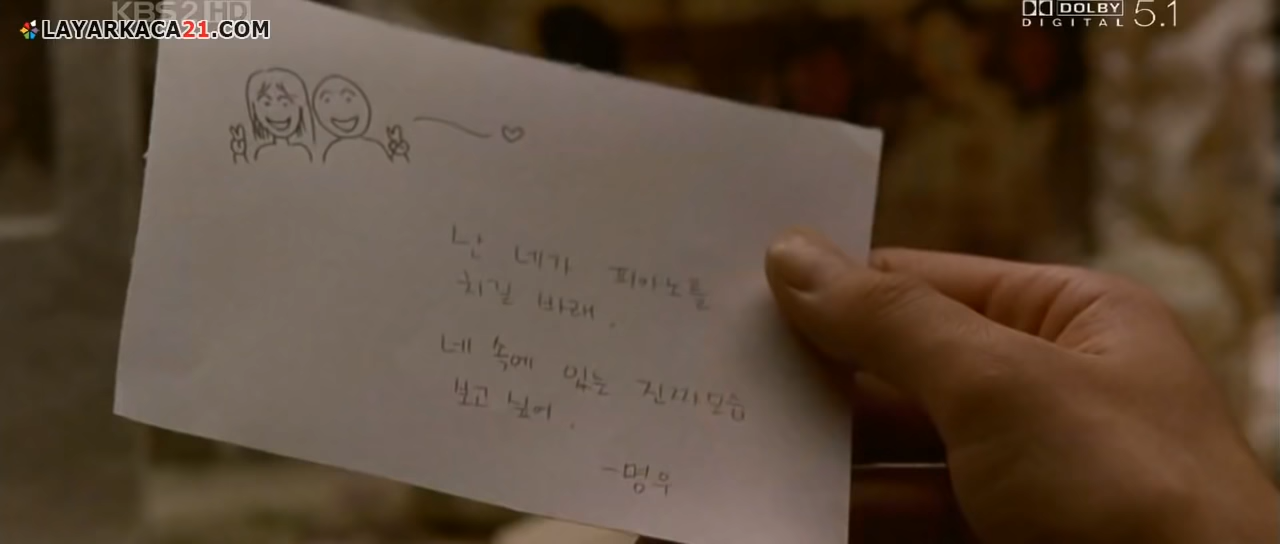 KBS2 HD
LAYARKACA21.COM
DOLBY
DIGITAL 5.1
난 네가 피아노를
치길 바래.
네 속에 있는 진짜모습
보고 싶어.
-명우